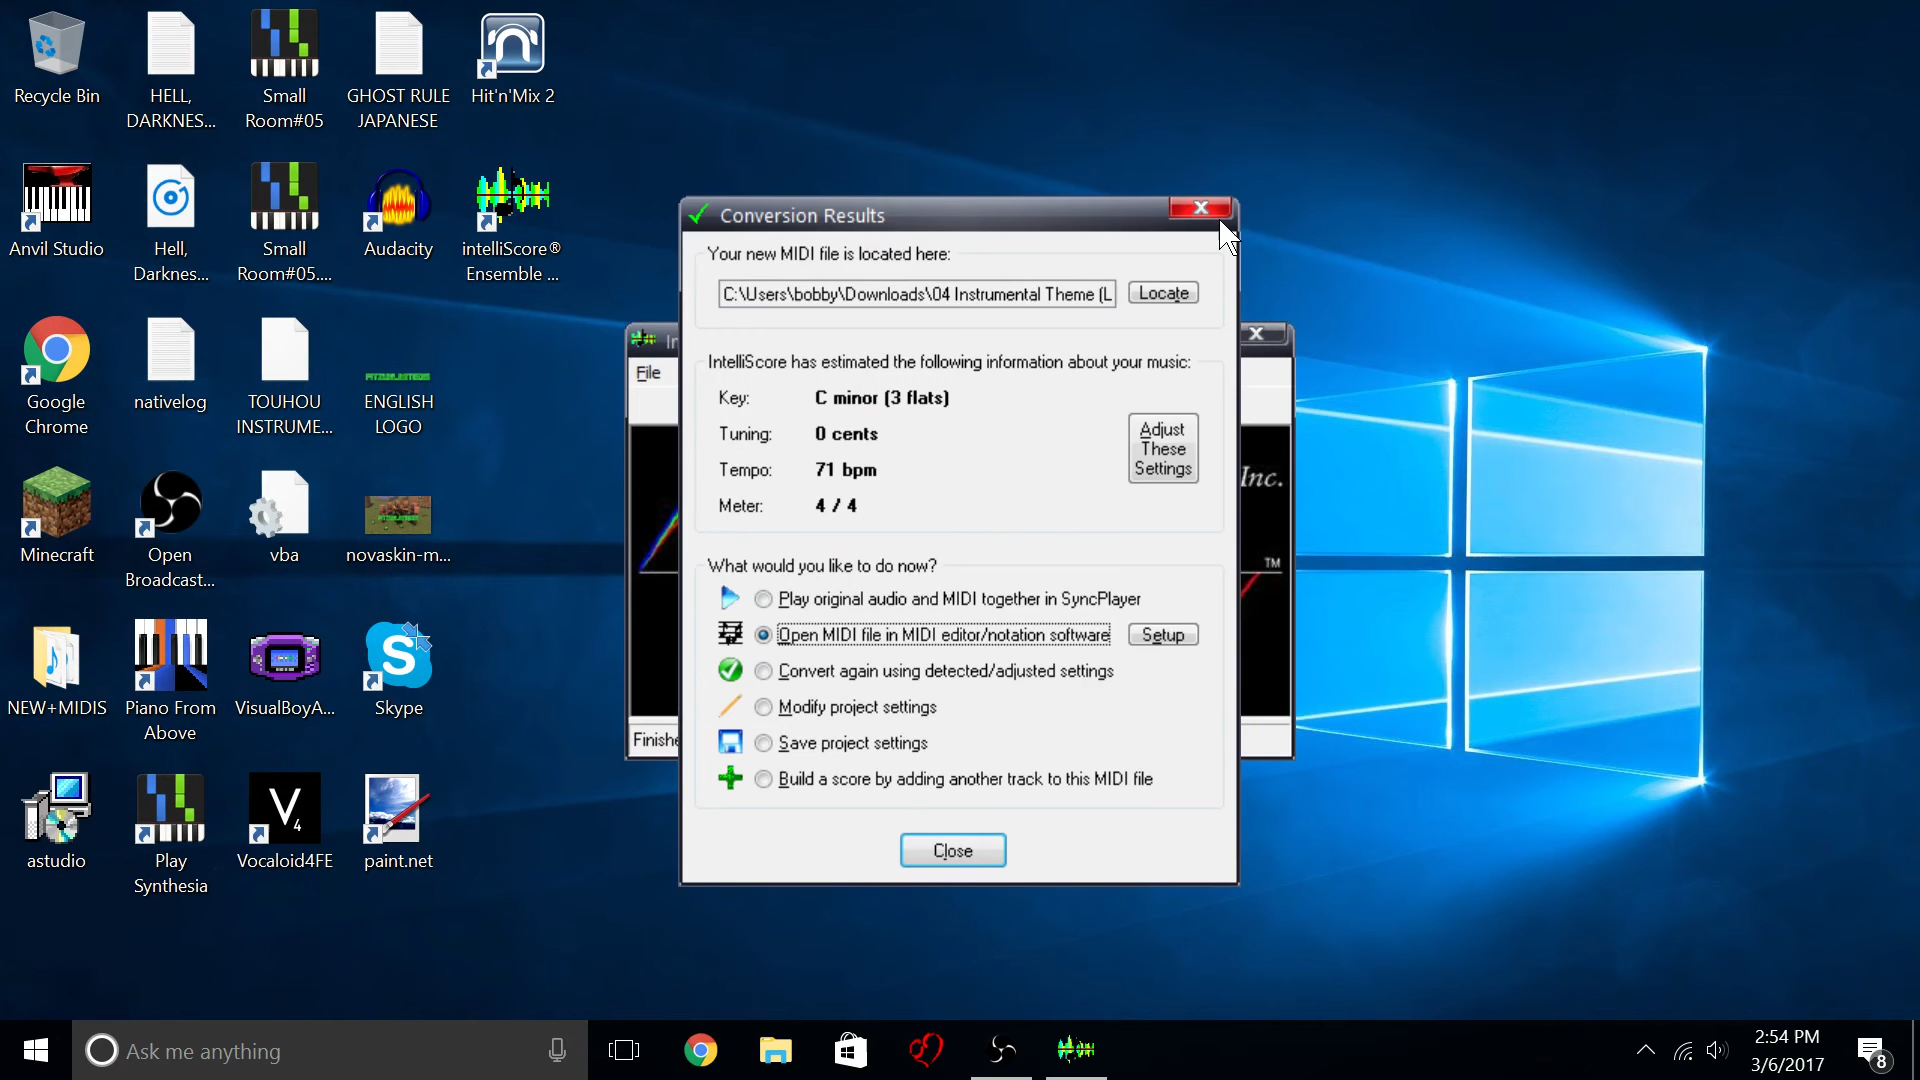 Recycle Bin
HELL,
DARKNES...
Small
Room#05
GHOST RULE
JAPANESE
Hit'n'Mix 2
Anvil Studio
Hell,
Darknes...
Small
Room#05....
Audacity
intelliScore®
Ensemble ...
Google
Chrome
nativelog
TOUHOU
INSTRUME...
ENGLISH
LOGO
Minecraft
Open
Broadcast...
vba
novaskin-m...
NEW+MIDIS
Piano From
Above
VisualBoyA...
Skype
astudio
Play
Synthesia
V4
Vocaloid4FE
paint.net
Conversion Results
Your new MIDI file is located here:
C:\Users\bobby\Downloads\04 Instrumental Theme (L
Locate
IntelliScore has estimated the following information about your music:
Key: C minor (3 flats)
Tuning: 0 cents
Tempo: 71 bpm
Meter: 4 / 4
Adjust
These
Settings
What would you like to do now?
Play original audio and MIDI together in SyncPlayer
Open MIDI file in MIDI editor/notation software
Setup
Convert again using detected/adjusted settings
Modify project settings
Save project settings
Build a score by adding another track to this MIDI file
Close
File
Inc.
TM
Finishe
Ask me anything
2:54 PM
3/6/2017
8